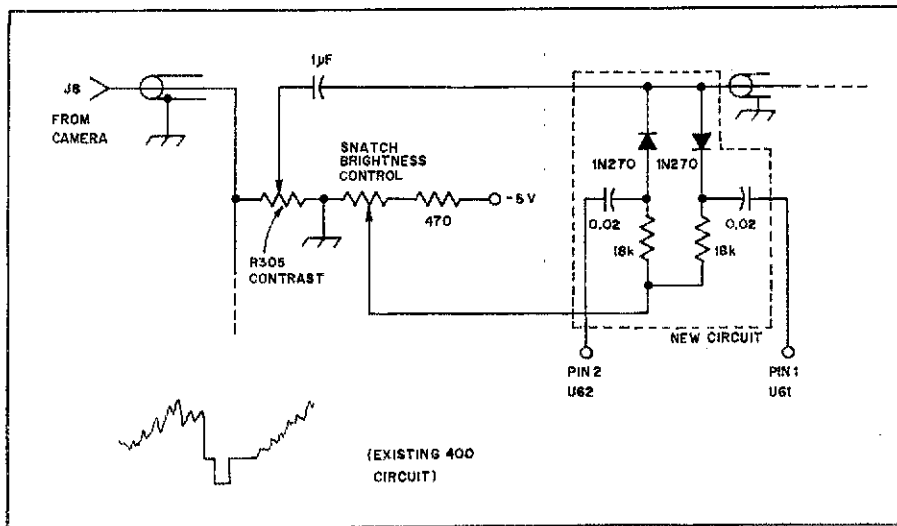 1µF
J8
FROM
CAMERA
SNATCH
BRIGHTNESS
CONTROL
1N270 1N270
-5 V
470
0.02
0.02
18k
18k
R305
CONTRAST
NEW CIRCUIT
PIN 2
U62
PIN 1
U61
(EXISTING 400
CIRCUIT)